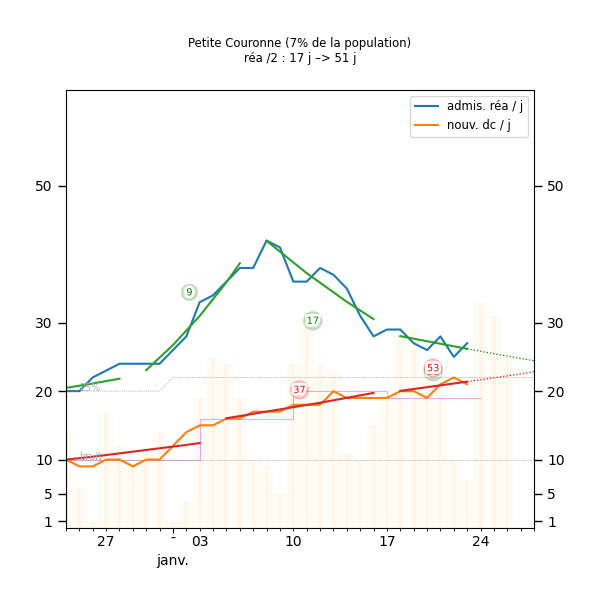 Petite Couronne (7% de la population)
réa /2 : 17 j –> 51 j
admis. réa / j
nouv. dc / j
50 50
9
17
30 30
53
37
20 20
bruit
10 10
5 5
1 1
27 - 03 10 17 24
janv.